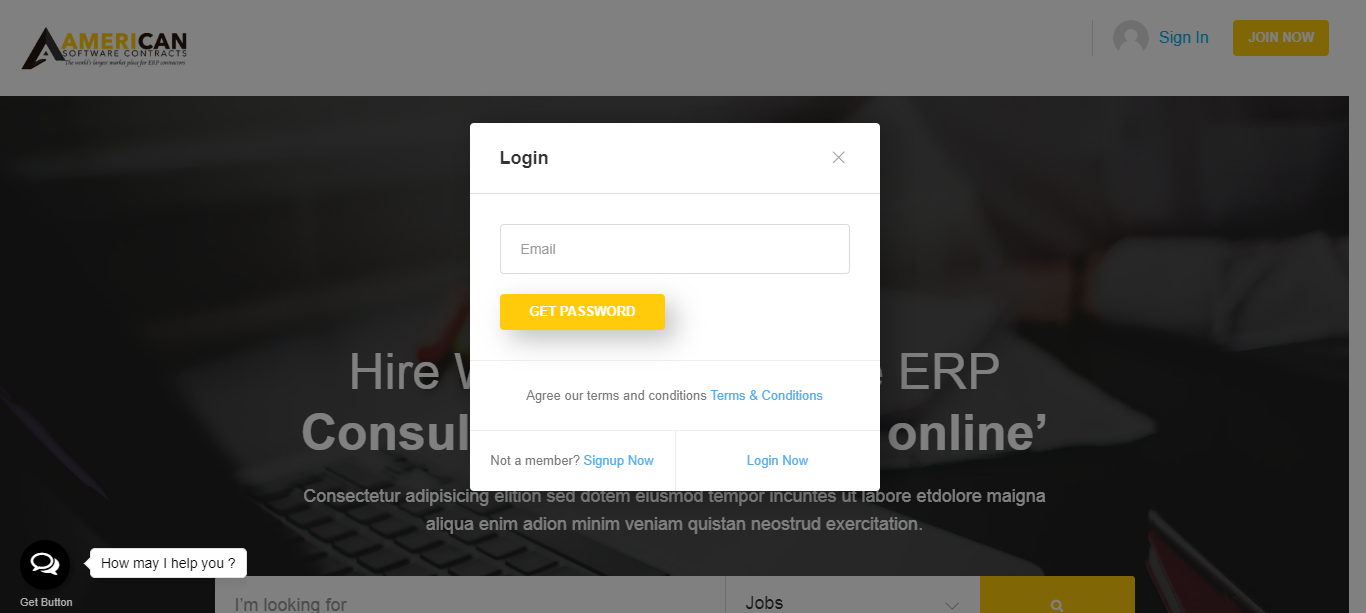 AMERICAN
SOFTWARE CONTRACTS
The world's largest market place for ERP contractors
Sign In
JOIN NOW
Login
Email
GET PASSWORD
Hire ERP
Consul online’
Agree our terms and conditions Terms & Conditions
Not a member? Signup Now
Login Now
Consectetur adipisicing elition sed dotem eiusmod tempor incuntes ut labore etdolore maigna
aliqua enim adion minim veniam quistan neostrud exercitation.
How may I help you ?
Get Button
I'm looking for
Jobs